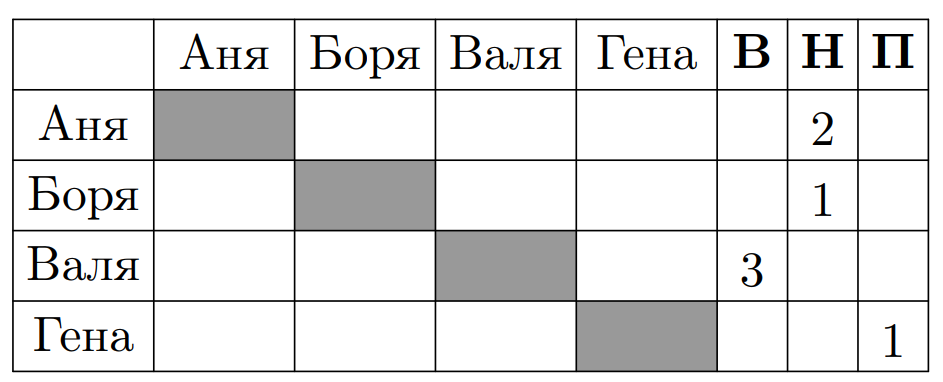 Аня Боря Валя Гена В Н П
Аня 2
Боря 1
Валя 3
Гена 1